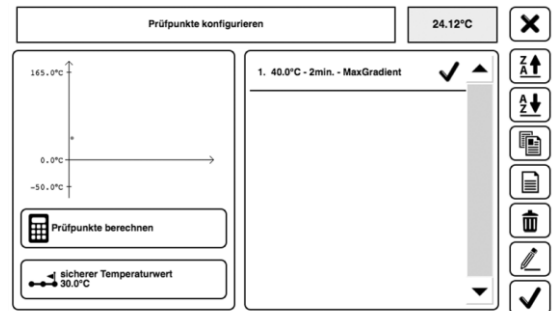 Prüfpunkte konfigurieren
24.12°C
165.0°C
0.0°C
-50.0°C
Prüfpunkte berechnen
sicherer Temperaturwert
30.0°C
1. 40.0°C - 2min. - MaxGradient
Z
A
A
Z